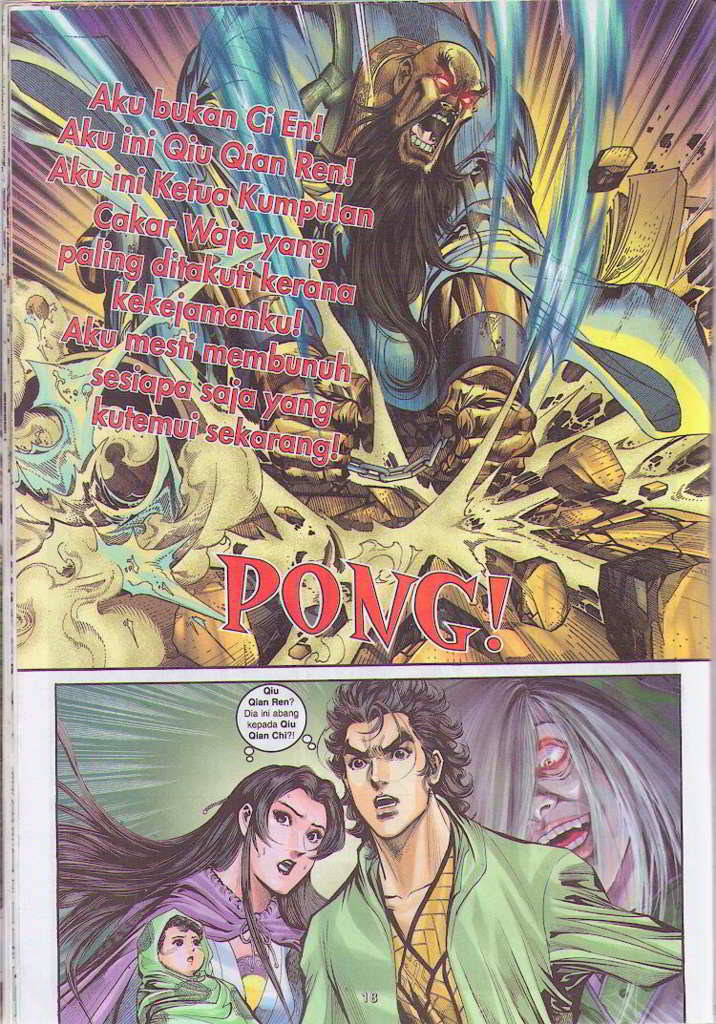 Aku bukan Ci En!
Aku ini Qiu Qian Ren!
Aku ini Ketua Kumpulan
Cakar Waja yang
paling ditakuti kerana
kekejamanku!
Aku mesti membunuh
sesiapa saja yang
kutemui sekarang!
PONG!
Qiu
Qian Ren?
Dia ini abang
kepada Qiu
Qian Chi?!
18